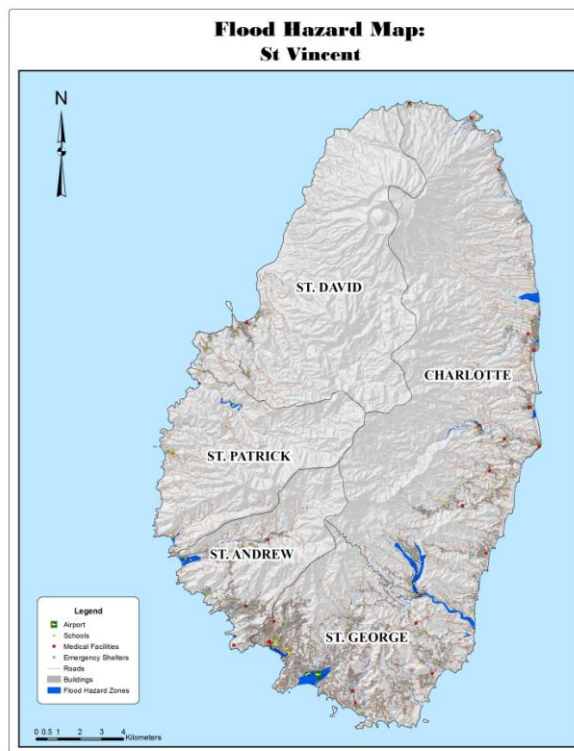 Flood Hazard Map:
St Vincent
N
ST. DAVID
CHARLOTTE
ST. PATRICK
ST. ANDREW
ST. GEORGE
Legend
Airport
Schools
Medical Facilities
Emergency Shelters
Roads
Buildings
Flood Hazard Zones
0 0.5 1 2 3 4
Kilometers